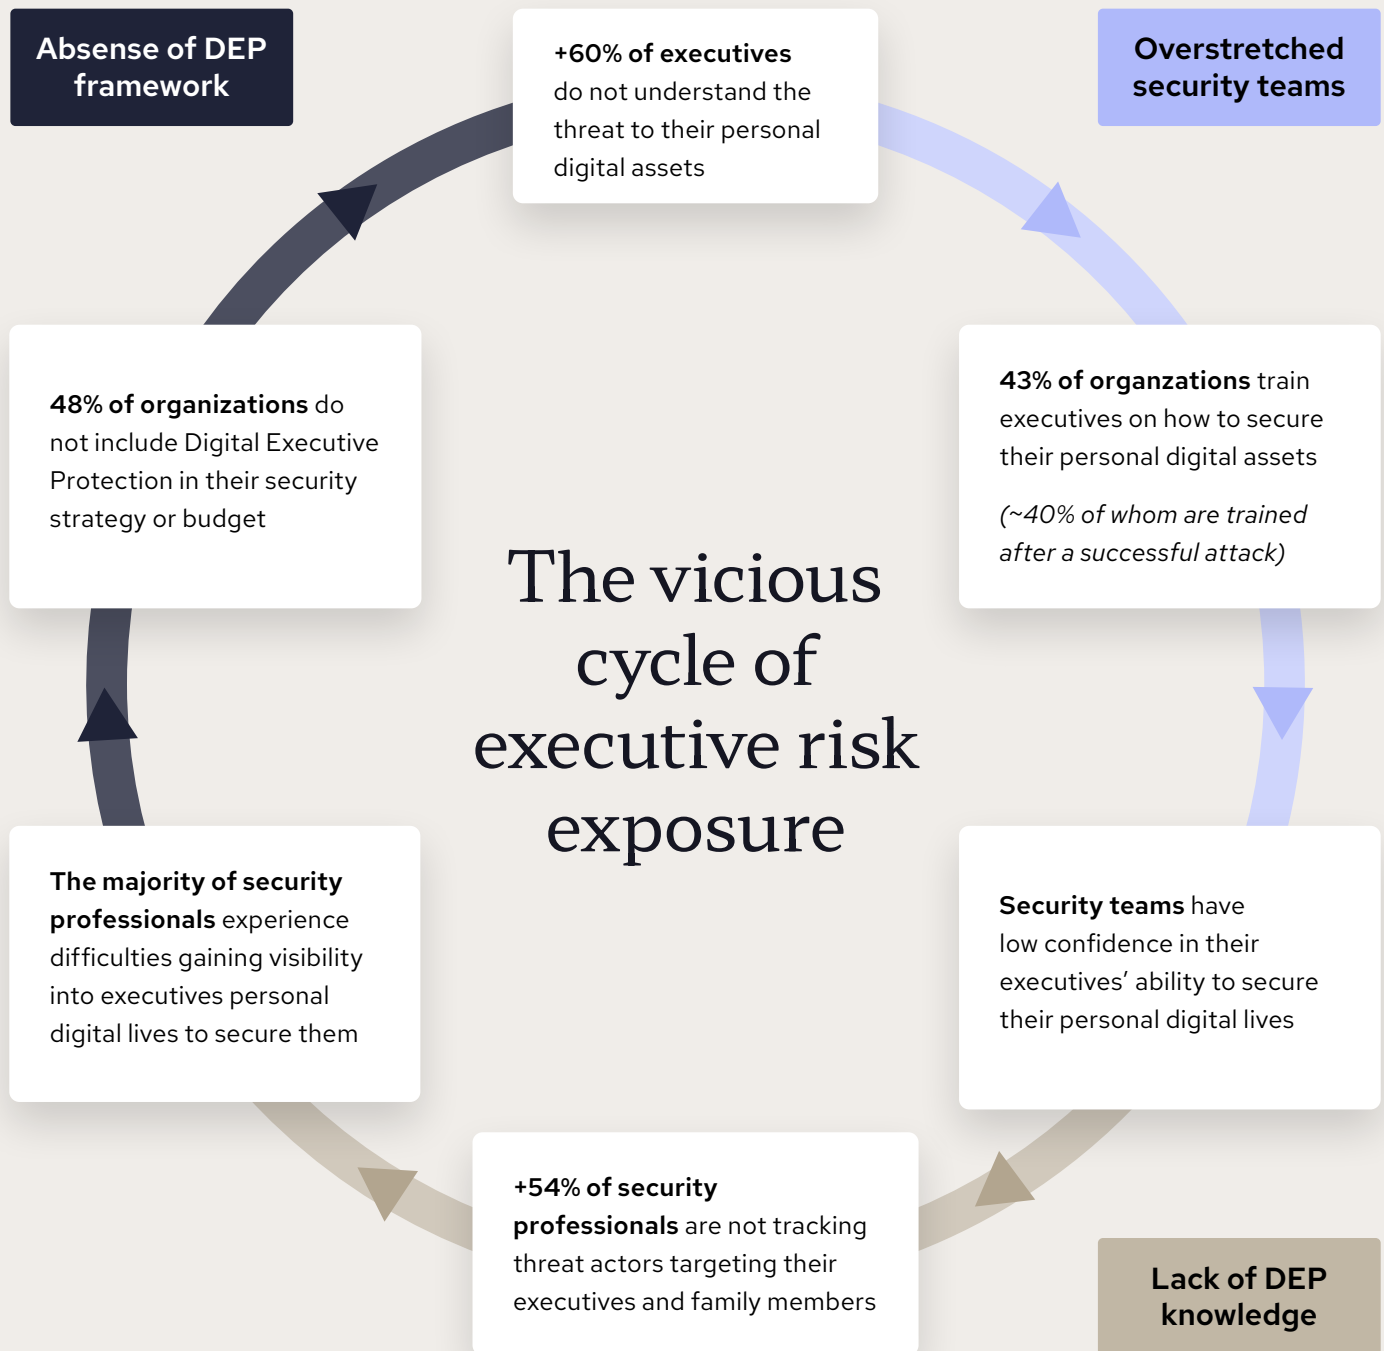 Absense of DEP
framework
+60% of executives
do not understand the
threat to their personal
digital assets
Overstretched
security teams
48% of organizations do
not include Digital Executive
Protection in their security
strategy or budget
43% of organzations train
executives on how to secure
their personal digital assets
(~40% of whom are trained
after a successful attack)
The vicious
cycle of
executive risk
exposure
The majority of security
professionals experience
difficulties gaining visibility
into executives personal
digital lives to secure them
Security teams have
low confidence in their
executives’ ability to secure
their personal digital lives
+54% of security
professionals are not tracking
threat actors targeting their
executives and family members
Lack of DEP
knowledge